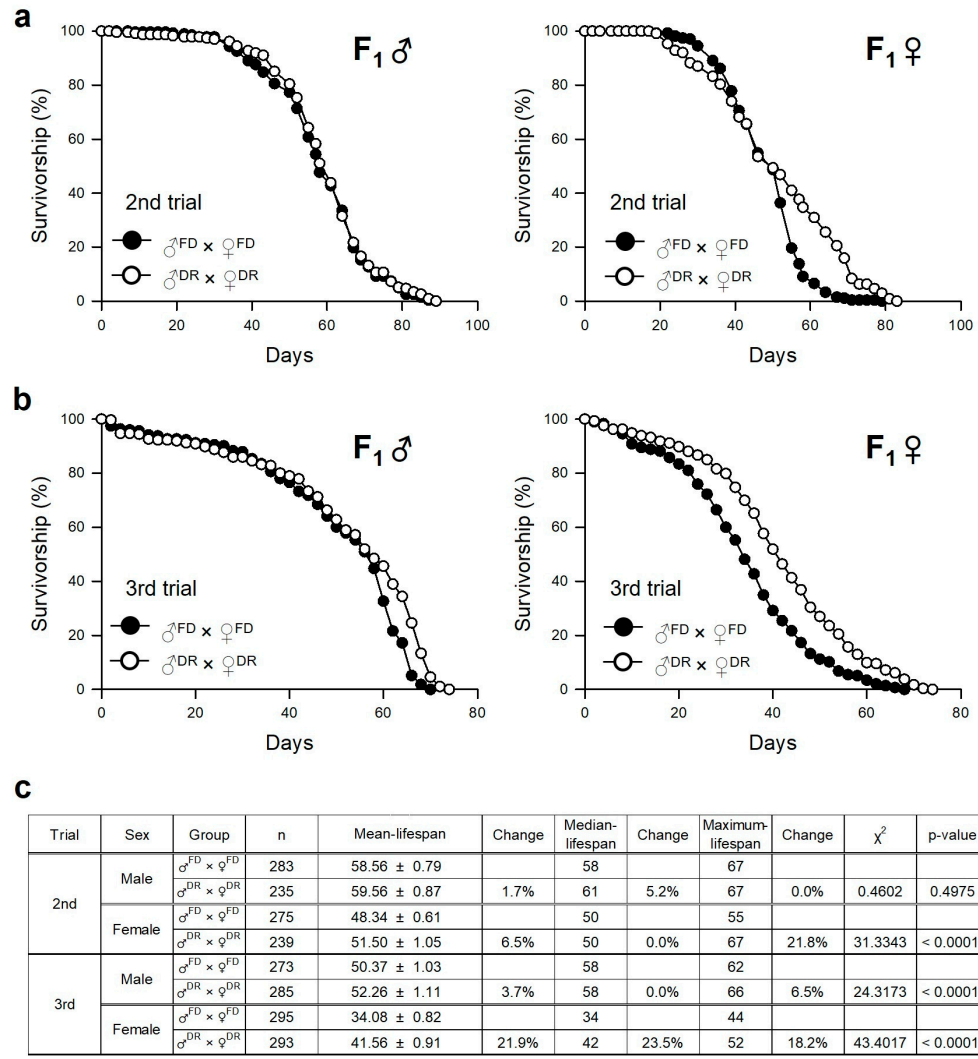 a
F1♂
F1♀
Survivorship (%)
100
80
60
40
20
0
2nd trial
♂FD × ♀FD
♂DR × ♀DR
0 20 40 60 80 100
Days
Survivorship (%)
100
80
60
40
20
0
2nd trial
♂FD × ♀FD
♂DR × ♀DR
0 20 40 60 80 100
Days
b
F1♂
F1♀
Survivorship (%)
100
80
60
40
20
0
3rd trial
♂FD × ♀FD
♂DR × ♀DR
0 20 40 60 80
Days
Survivorship (%)
100
80
60
40
20
0
3rd trial
♂FD × ♀FD
♂DR × ♀DR
0 20 40 60 80
Days
c
Trial Sex Group n Mean-lifespan Change Median-lifespan Change Maximum-lifespan Change χ2 p-value
2nd Male ♂FD × ♀FD 283 58.56 ± 0.79 58 67
♂DR × ♀DR 235 59.56 ± 0.87 1.7% 61 5.2% 67 0.0% 0.4602 0.4975
Female ♂FD × ♀FD 275 48.34 ± 0.61 50 55
♂DR × ♀DR 239 51.50 ± 1.05 6.5% 50 0.0% 67 21.8% 31.3343 < 0.0001
3rd Male ♂FD × ♀FD 273 50.37 ± 1.03 58 62
♂DR × ♀DR 285 52.26 ± 1.11 3.7% 58 0.0% 66 6.5% 24.3173 < 0.0001
Female ♂FD × ♀FD 295 34.08 ± 0.82 34 44
♂DR × ♀DR 293 41.56 ± 0.91 21.9% 42 23.5% 52 18.2% 43.4017 < 0.0001